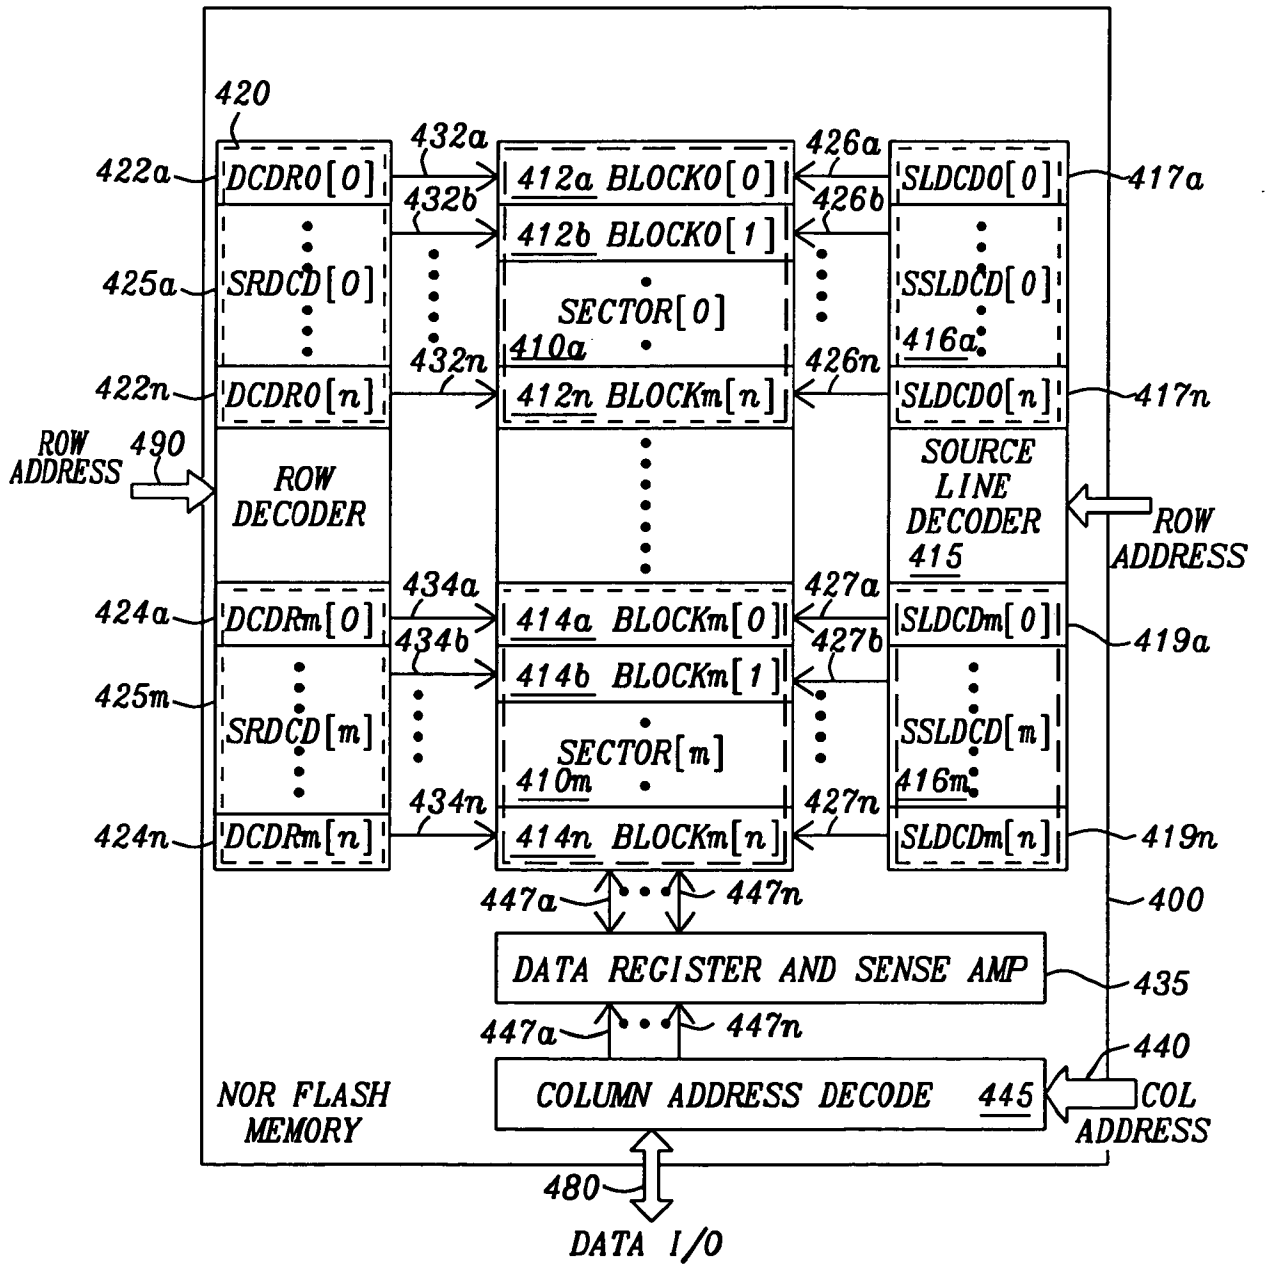 420
422a
DCDR0[0]
432a
412a BLOCK0[0]
426a
SLDCD0[0]
417a
432b
412b BLOCK0[1]
426b
425a
SRDCD[0]
SECTOR[0]
410a
SSLDCD[0]
416a
422n
DCDR0[n]
432n
412n BLOCKm[n]
426n
SLDCD0[n]
417n
ROW
ADDRESS
490
ROW
DECODER
SOURCE
LINE
DECODER
415
ROW
ADDRESS
424a
DCDRm[0]
434a
414a BLOCKm[0]
427a
SLDCDm[0]
419a
434b
414b BLOCKm[1]
427b
425m
SRDCD[m]
SECTOR[m]
410m
SSLDCD[m]
416m
424n
DCDRm[n]
434n
414n BLOCKm[n]
427n
SLDCDm[n]
419n
447a
447n
400
DATA REGISTER AND SENSE AMP
435
447a
447n
440
COLUMN ADDRESS DECODE 445
COL
ADDRESS
NOR FLASH
MEMORY
480
DATA I/O